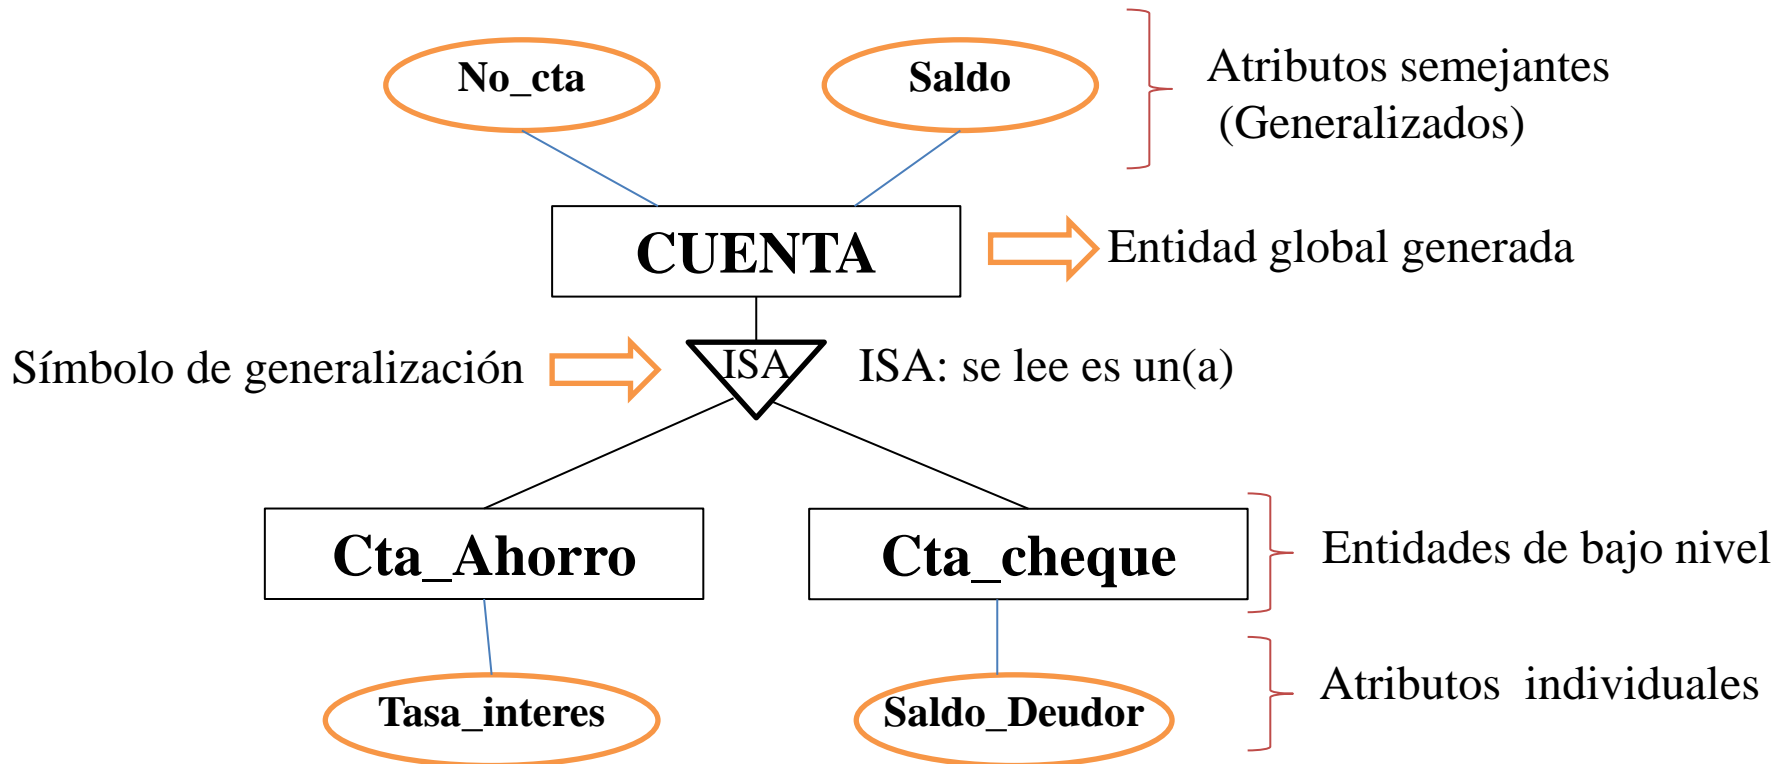 No_cta
Saldo
Atributos semejantes
(Generalizados)
CUENTA
Entidad global generada
Símbolo de generalización
ISA
ISA: se lee es un(a)
Cta_Ahorro
Cta_cheque
Entidades de bajo nivel
Tasa_interes
Saldo_Deudor
Atributos individuales